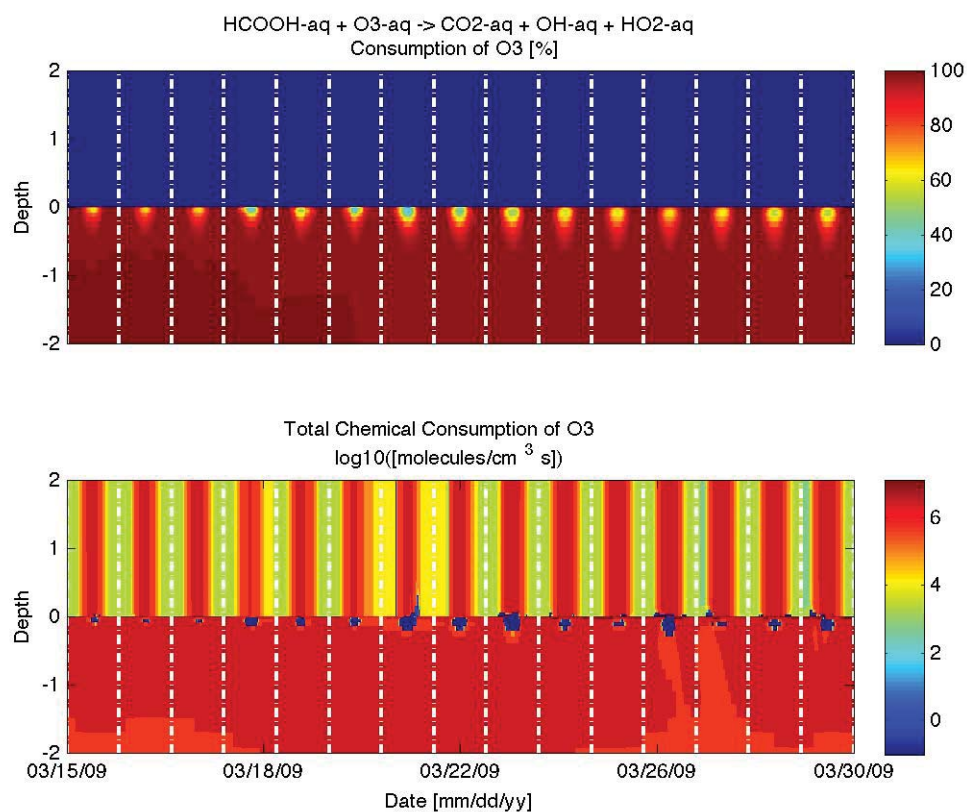 HCOOH-aq + O3-aq -> CO2-aq + OH-aq + HO2-aq
Consumption of O3 [%]
2
1
0
-1
-2
Depth
100
80
60
40
20
0
Total Chemical Consumption of O3
log10([molecules/cm 3 s])
2
1
0
-1
-2
Depth
6
4
2
0
03/15/09 03/18/09 03/22/09 03/26/09 03/30/09
Date [mm/dd/yy]